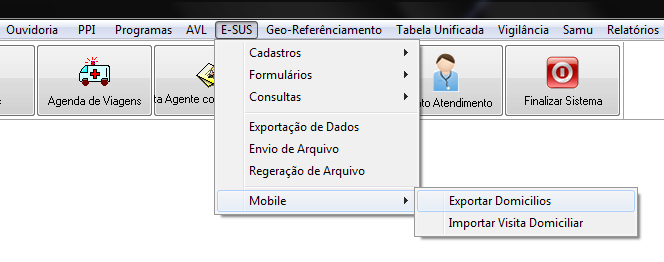 Ouvidoria PPI Programas AVL E-SUS Geo-Referênciamento Tabela Unificada Vigilância Samu Relatórios
Agenda de Viagens
ta Agente co
to Atendimento
Finalizar Sistema
Cadastros
Formulários
Consultas
Exportação de Dados
Envio de Arquivo
Regeração de Arquivo
Mobile
Exportar Domicilios
Importar Visita Domiciliar